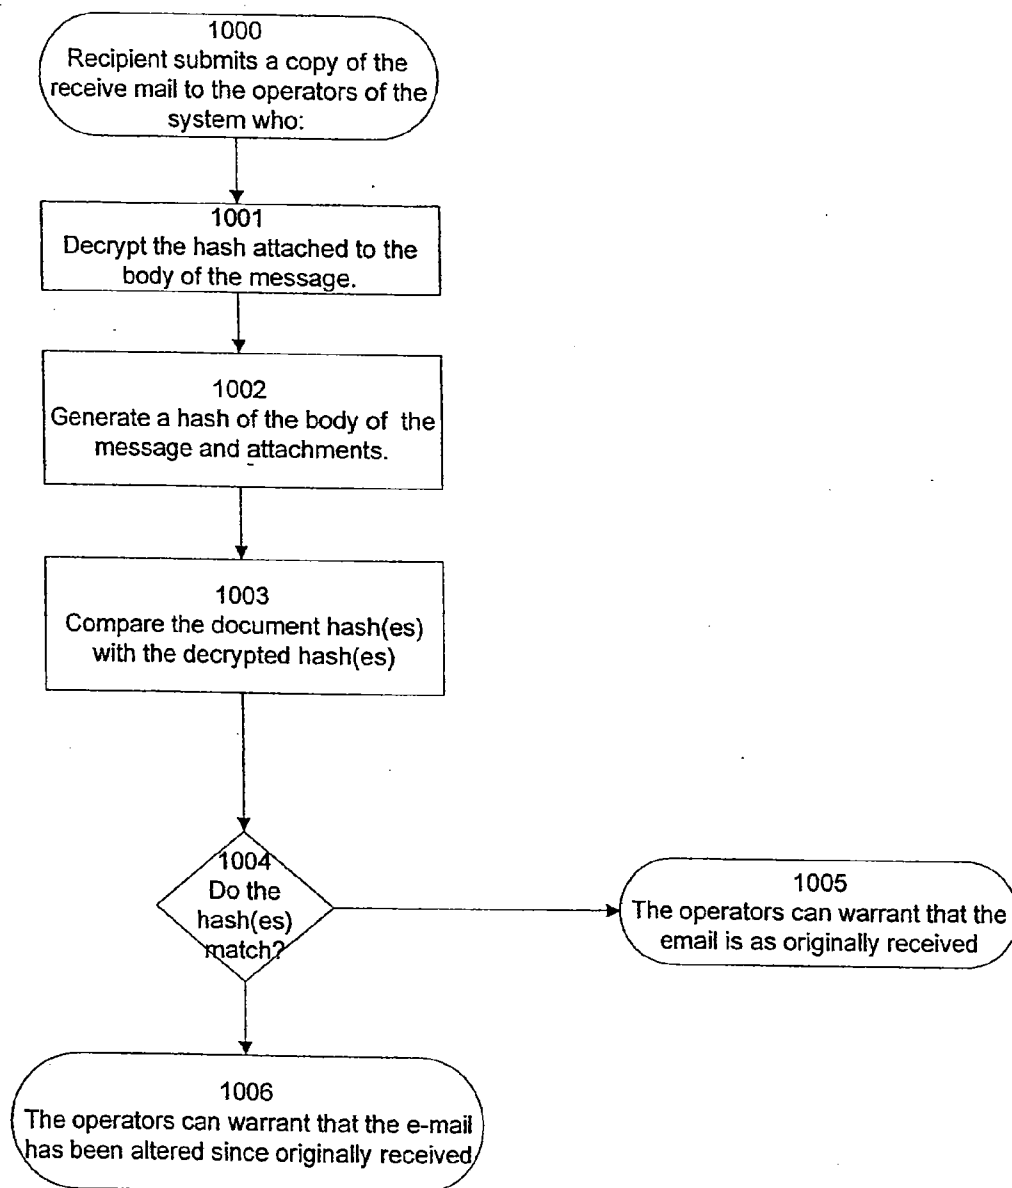 1000
Recipient submits a copy of the
receive mail to the operators of the
system who:
1001
Decrypt the hash attached to the
body of the message.
1002
Generate a hash of the body of the
message and attachments.
1003
Compare the document hash(es)
with the decrypted hash(es)
1004
Do the
hash(es)
match?
1005
The operators can warrant that the
email is as originally received
1006
The operators can warrant that the e-mail
has been altered since originally received